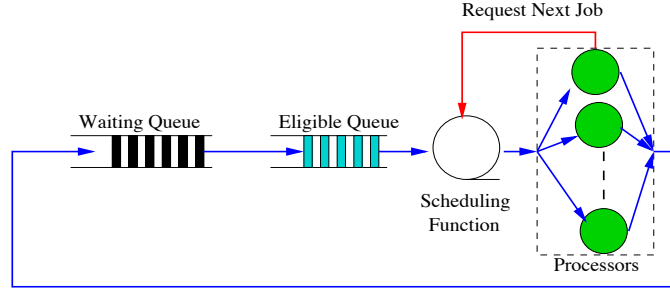 Request Next Job
Waiting Queue
Eligible Queue
Scheduling
Function
Processors